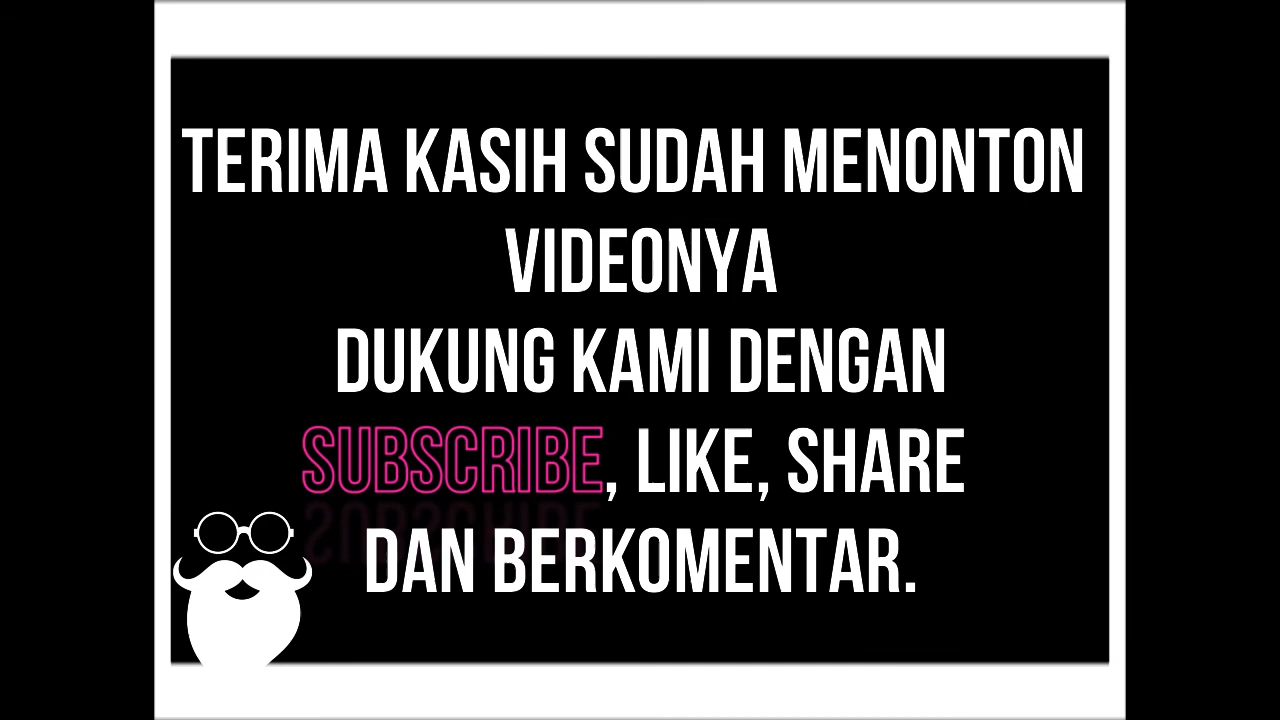 TERIMA KASIH SUDAH MENONTON
VIDEONYA
DUKUNG KAMI DENGAN
SUBSCRIBE, LIKE, SHARE
DAN BERKOMENTAR.